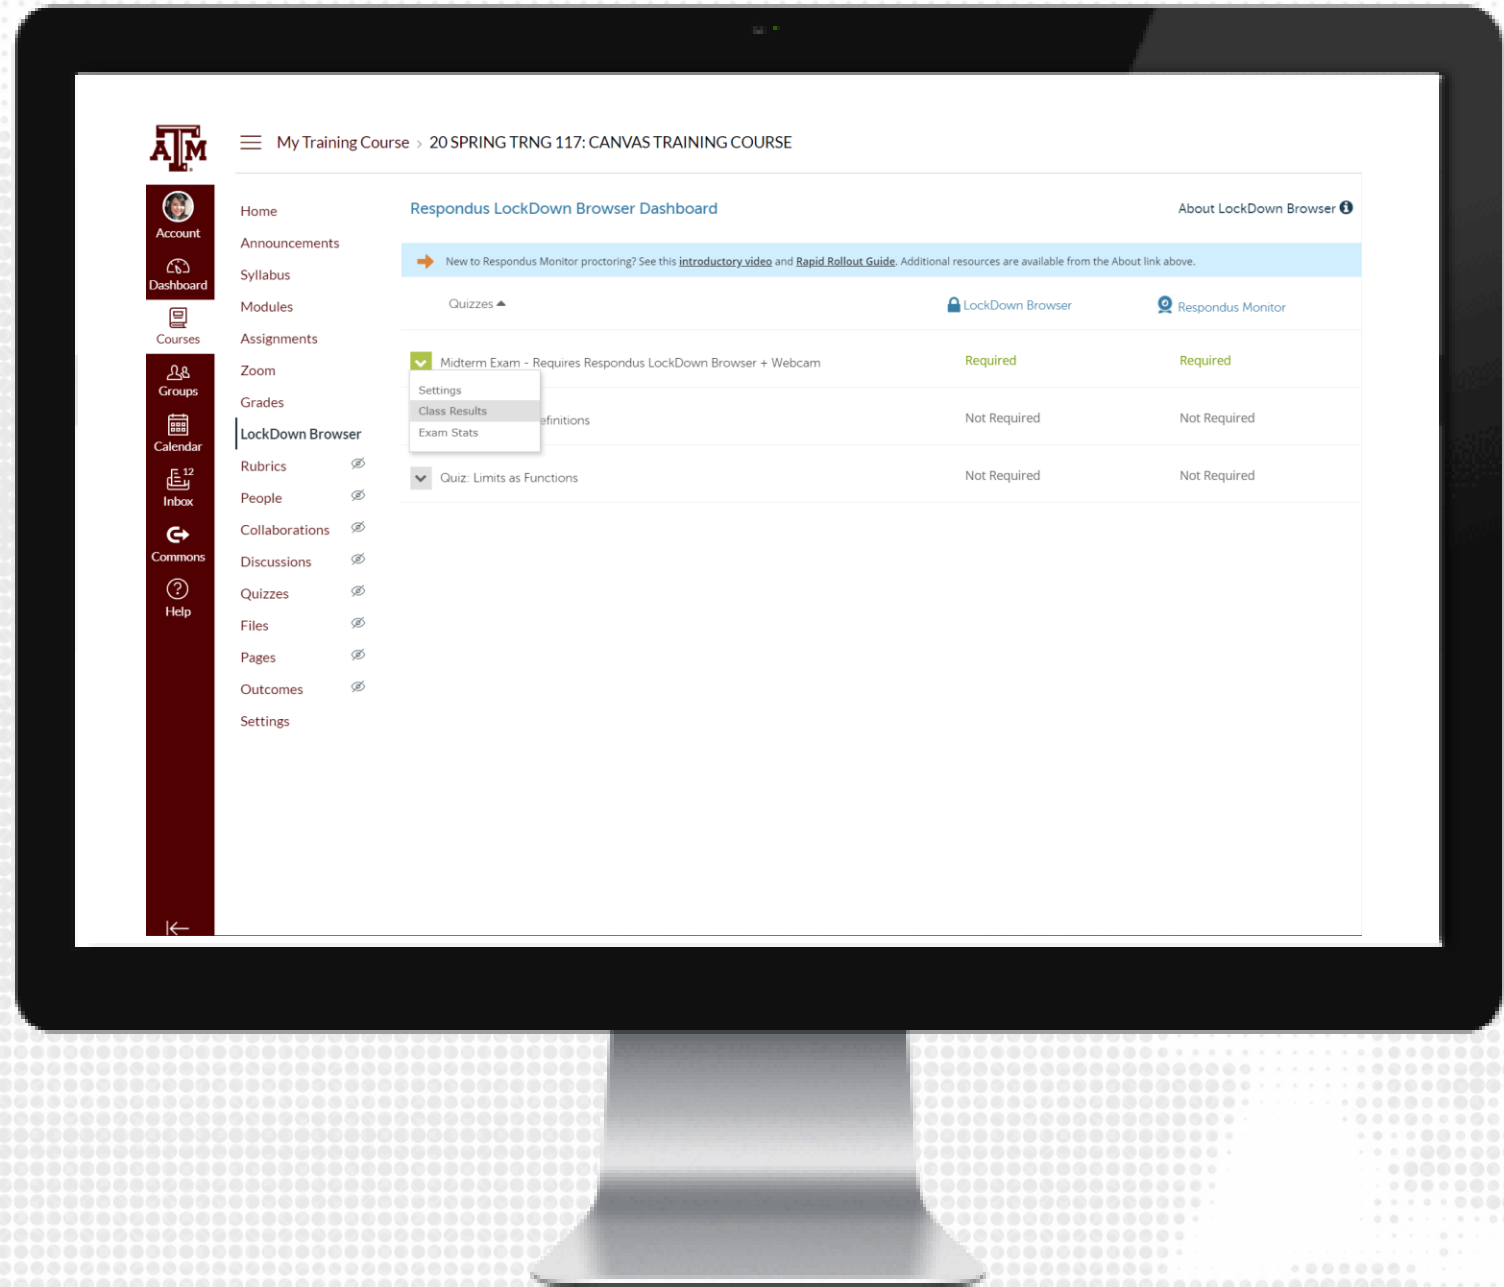 ATM
My Training Course › 20 SPRING TRNG 117: CANVAS TRAINING COURSE
Account
Dashboard
Courses
Groups
Calendar
12
Inbox
Commons
Help
Home
Announcements
Syllabus
Modules
Assignments
Zoom
Grades
LockDown Browser
Rubrics
People
Collaborations
Discussions
Quizzes
Files
Pages
Outcomes
Settings
Respondus LockDown Browser Dashboard
About LockDown Browser
New to Respondus Monitor proctoring? See this introductory video and Rapid Rollout Guide. Additional resources are available from the About link above.
Quizzes LockDown Browser Respondus Monitor
Midterm Exam - Requires Respondus LockDown Browser + Webcam Required Required
Settings
Class Results
Exam Stats
efinitions Not Required Not Required
Quiz: Limits as Functions Not Required Not Required